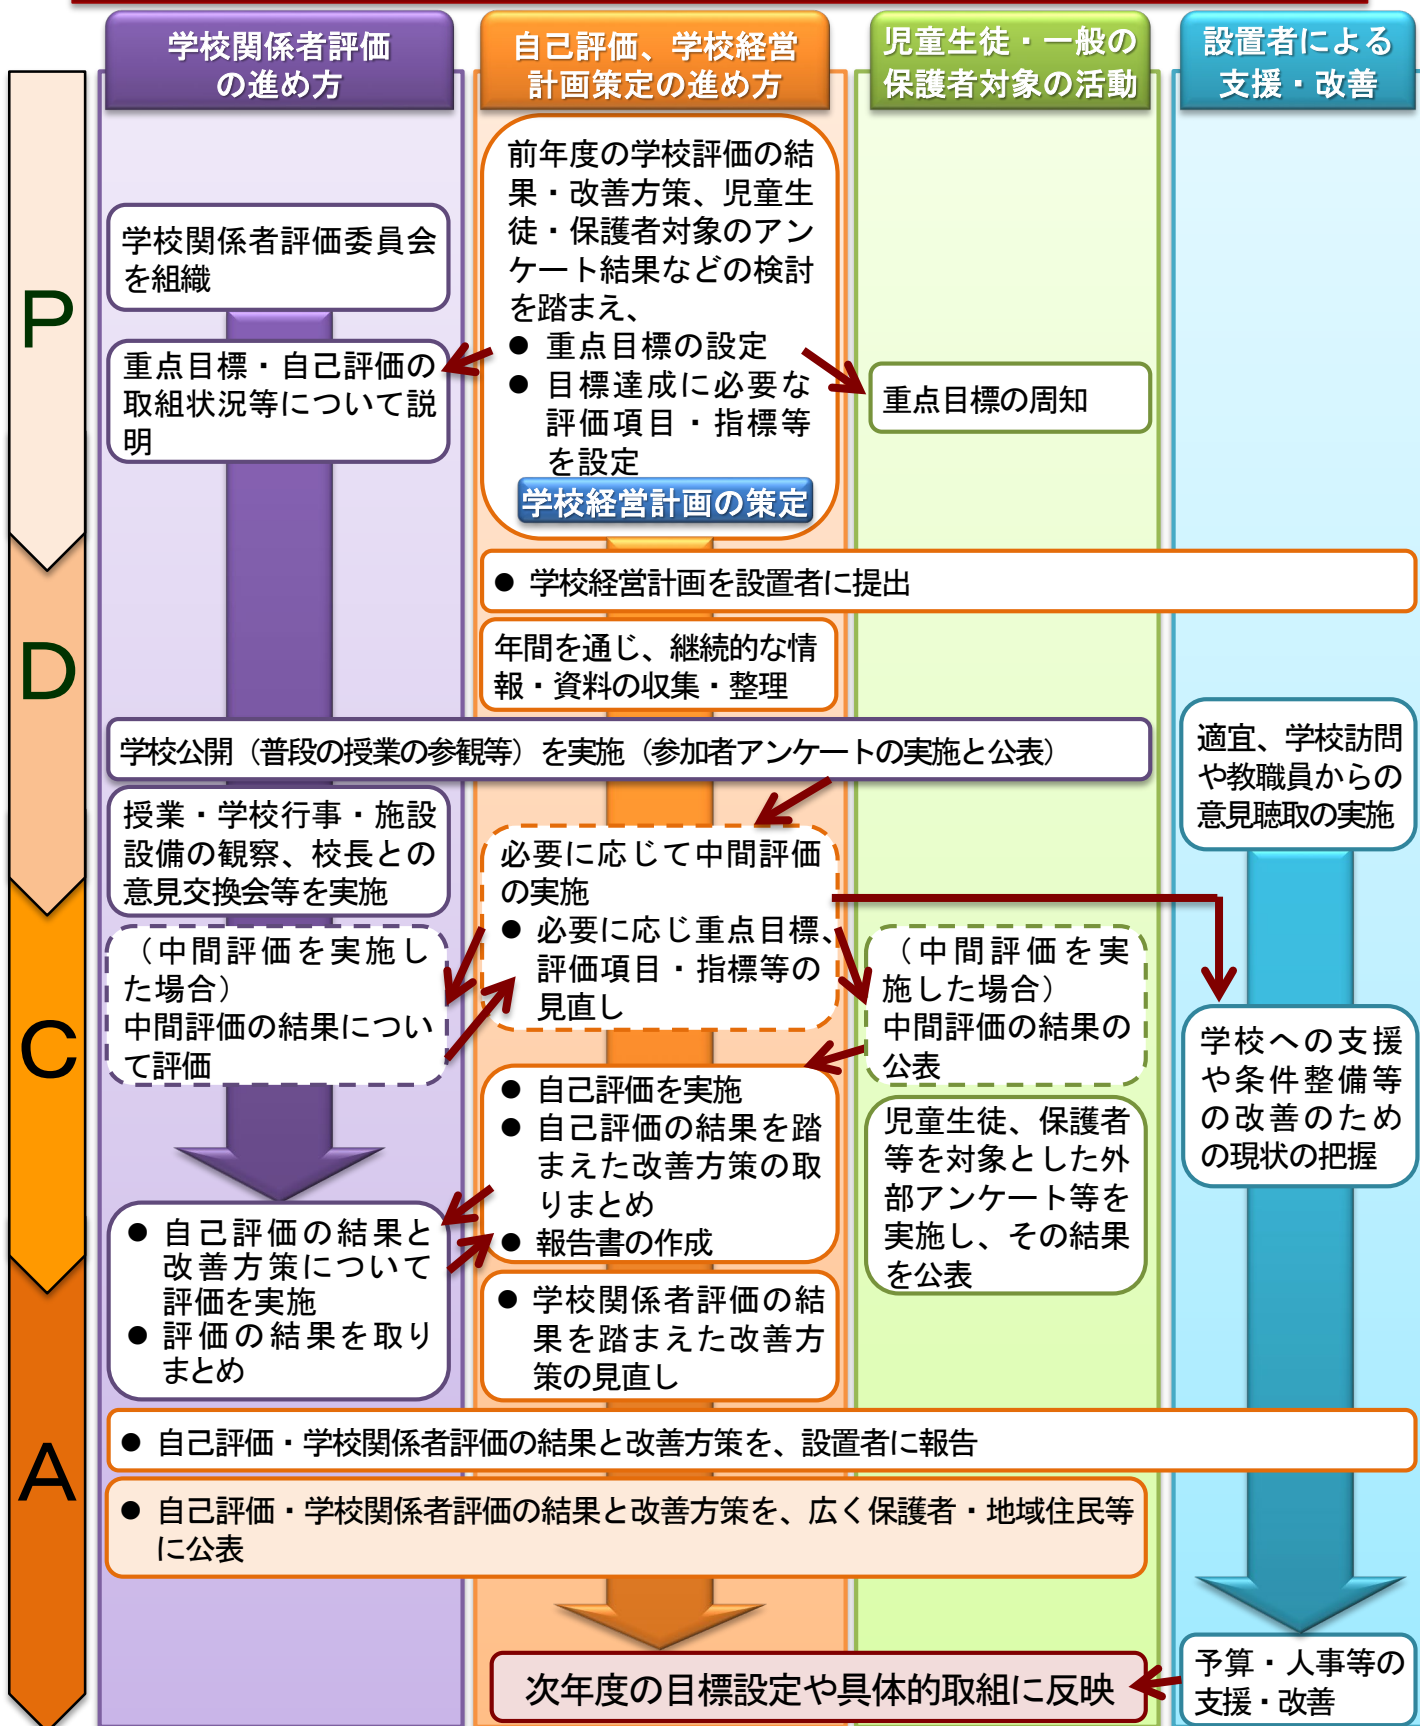 学校関係者評価
の進め方
自己評価、学校経営
計画策定の進め方
児童生徒・一般の
保護者対象の活動
設置者による
支援・改善
P
D
C
A
前年度の学校評価の結
果・改善方策、児童生
徒・保護者対象のアン
ケート結果などの検討
を踏まえ、
● 重点目標の設定
● 目標達成に必要な
評価項目・指標等
を設定
学校経営計画の策定
学校関係者評価委員会
を組織
重点目標・自己評価の
取組状況等について説
明
重点目標の周知
● 学校経営計画を設置者に提出
年間を通じ、継続的な情
報・資料の収集・整理
学校公開（普段の授業の参観等）を実施（参加者アンケートの実施と公表）
適宜、学校訪問
や教職員からの
意見聴取の実施
授業・学校行事・施設
設備の観察、校長との
意見交換会等を実施
必要に応じて中間評価
の実施
● 必要に応じ重点目標、
評価項目・指標等の
見直し
（中間評価を実施し
た場合）
中間評価の結果につい
て評価
（中間評価を実
施した場合）
中間評価の結果の
公表
学校への支援
や条件整備等
の改善のため
の現状の把握
● 自己評価を実施
● 自己評価の結果を踏
まえた改善方策の取
りまとめ
● 報告書の作成
児童生徒、保護者
等を対象とした外
部アンケート等を
実施し、その結果
を公表
● 自己評価の結果と
改善方策について
評価を実施
● 評価の結果を取り
まとめ
● 学校関係者評価の結
果を踏まえた改善方
策の見直し
● 自己評価・学校関係者評価の結果と改善方策を、設置者に報告
● 自己評価・学校関係者評価の結果と改善方策を、広く保護者・地域住民等
に公表
次年度の目標設定や具体的取組に反映
予算・人事等の
支援・改善